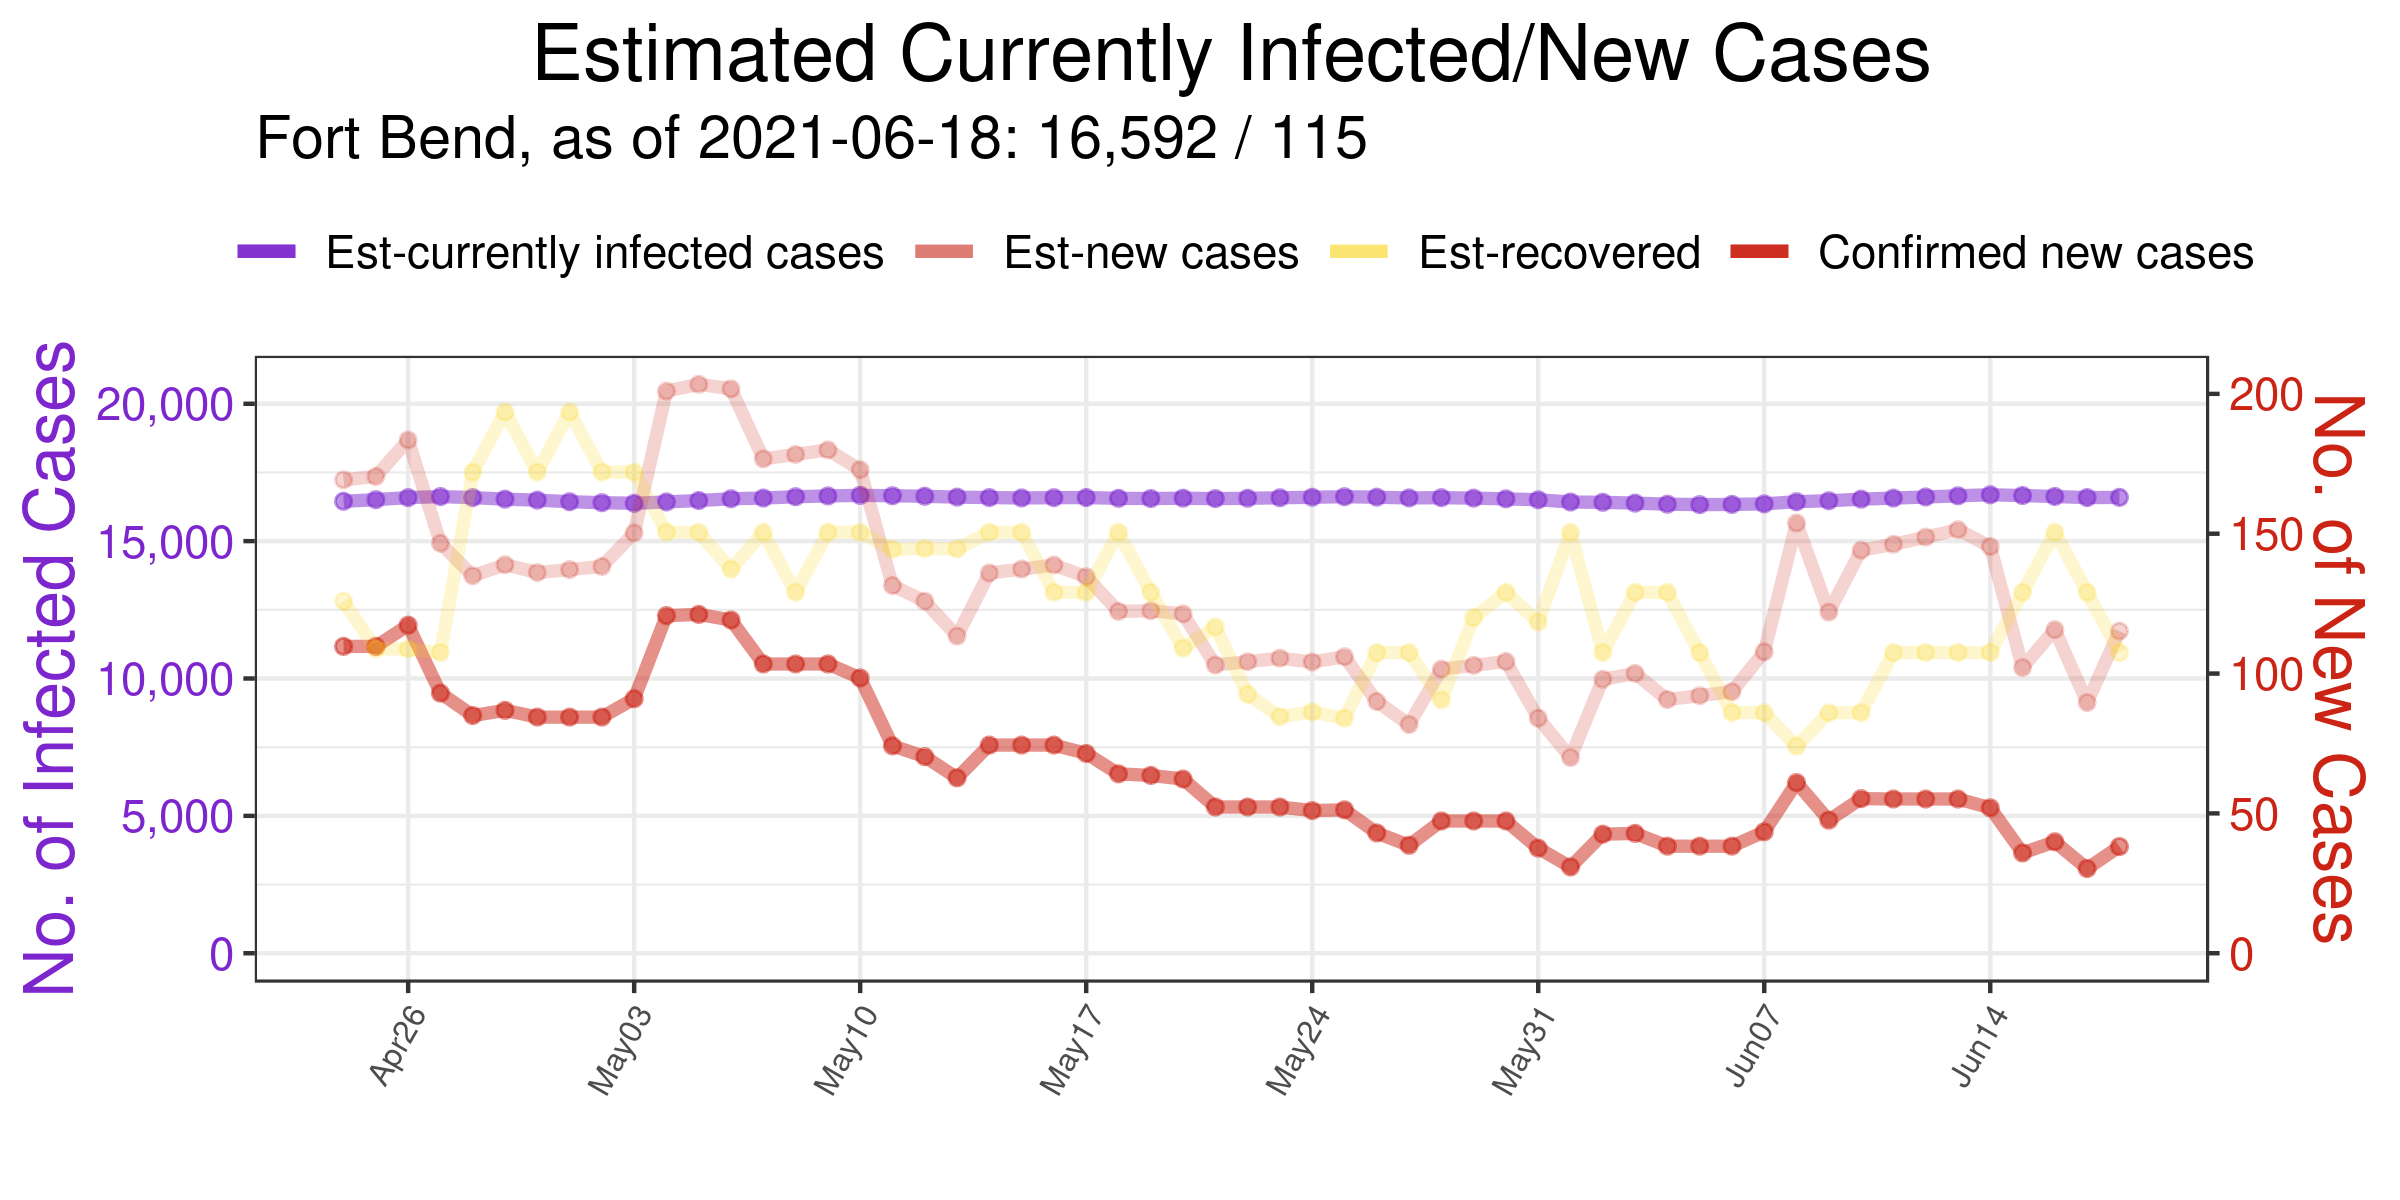 Estimated Currently Infected/New Cases
Fort Bend, as of 2021-06-18: 16,592 / 115
Est-currently infected cases Est-new cases Est-recovered Confirmed new cases
No. of Infected Cases
20,000
15,000
10,000
5,000
0
200
150
100
50
0
No. of New Cases
Apr26 May03 May10 May17 May24 May31 Jun07 Jun14